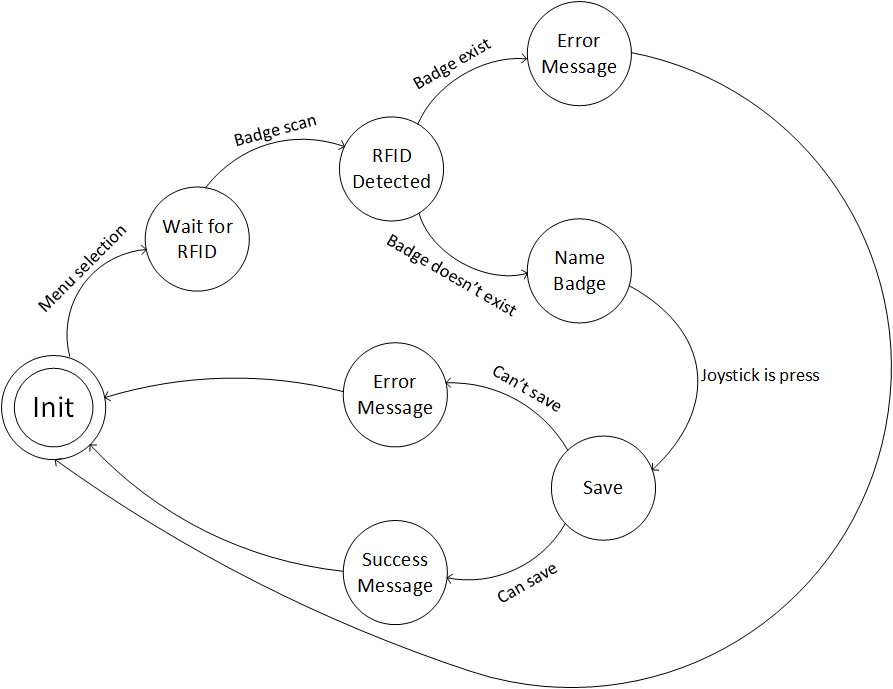 Error
Message
Badge exist
Badge scan
RFID
Detected
Wait for
RFID
Menu selection
Badge doesn't exist
Name
Badge
Joystick is press
Init
Error
Message
Can't save
Save
Success
Message
Can save